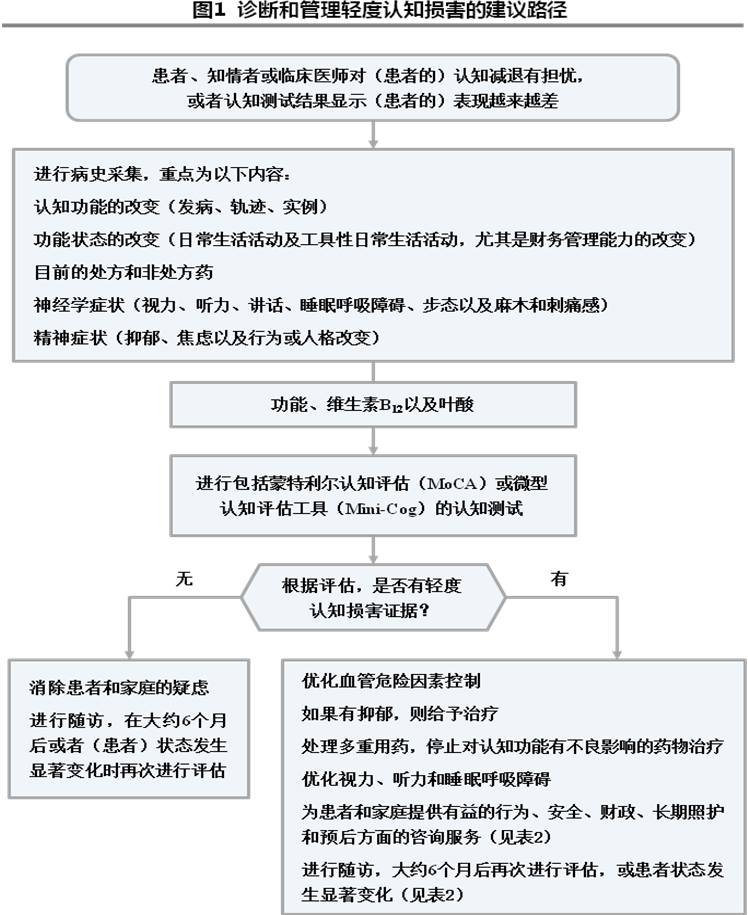 图1 诊断和管理轻度认知损害的建议路径
患者、知情者或临床医师对（患者的）认知减退有担忧，
或者认知测试结果显示（患者的）表现越来越差
进行病史采集，重点为以下内容：
认知功能的改变（发病、轨迹、实例）
功能状态的改变（日常生活活动及工具性日常生活活动，尤其是财务管理能力的改变）
目前的处方和非处方药
神经学症状（视力、听力、讲话、睡眠呼吸障碍、步态以及麻木和刺痛感）
精神症状（抑郁、焦虑以及行为或人格改变）
功能、维生素B12以及叶酸
进行包括蒙特利尔认知评估（MoCA）或微型
认知评估工具（Mini-Cog）的认知测试
根据评估，是否有轻度
认知损害证据？
无
有
消除患者和家庭的疑虑
进行随访，在大约6个月
后或者（患者）状态发生
显著变化时再次进行评估
优化血管危险因素控制
如果有抑郁，则给予治疗
处理多重用药，停止对认知功能有不良影响的药物治疗
优化视力、听力和睡眠呼吸障碍
为患者和家庭提供有益的行为、安全、财政、长期照护
和预后方面的咨询服务（见表2）
进行随访，大约6个月后再次进行评估，或患者状态发
生显著变化（见表2）